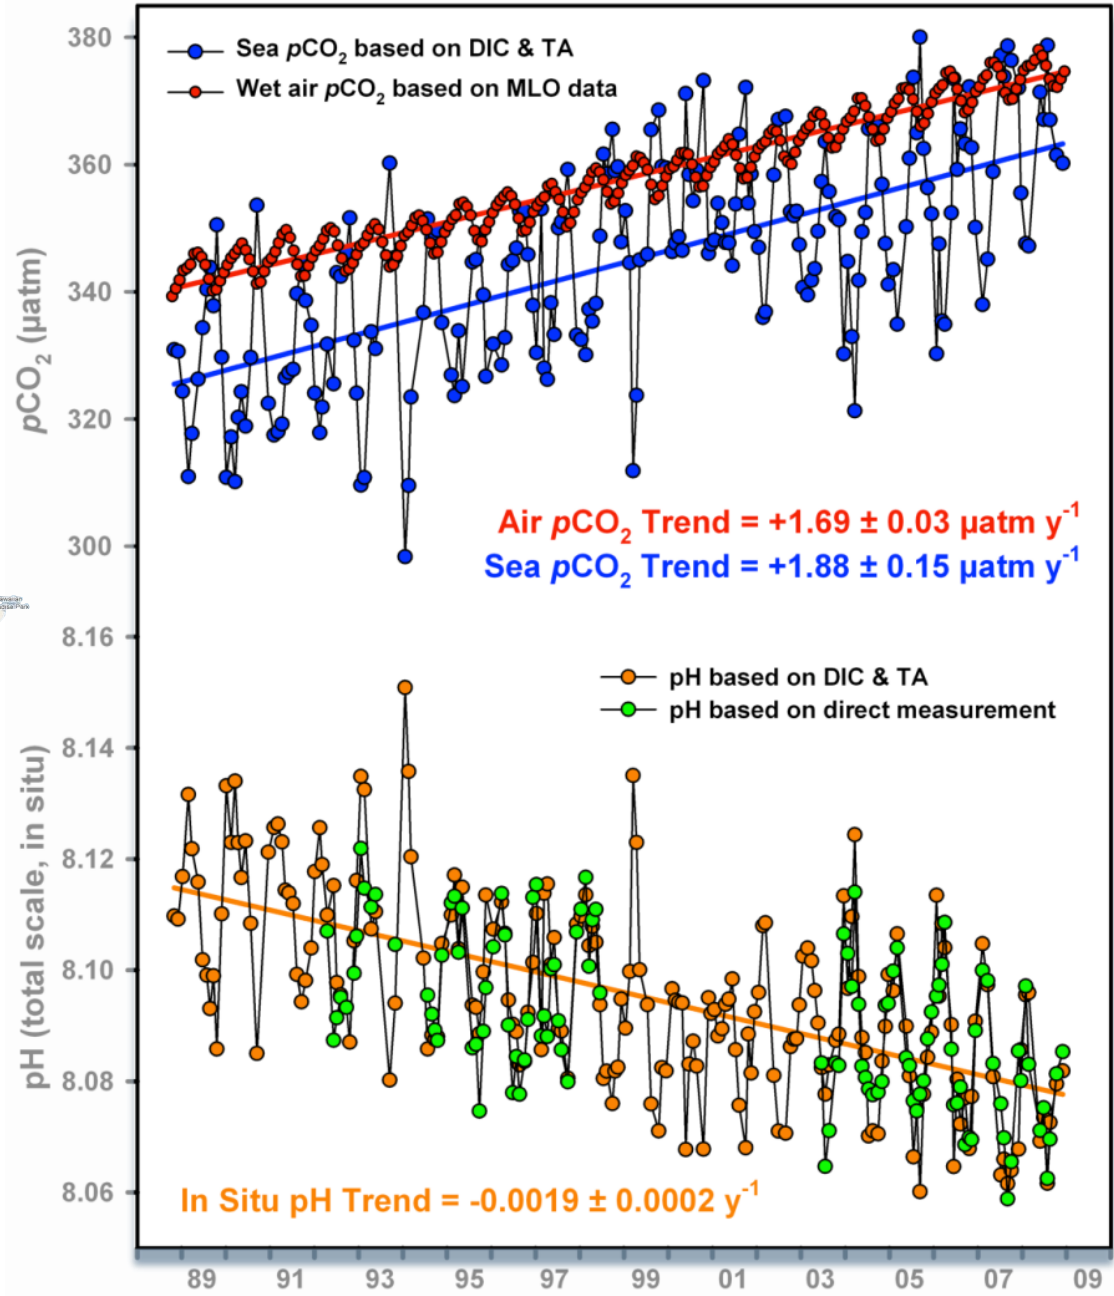 380
Sea pCO2 based on DIC & TA
Wet air pCO2 based on MLO data
360
340
320
300
pCO2 (µatm)
Air pCO2 Trend = +1.69 ± 0.03 µatm y-1
Sea pCO2 Trend = +1.88 ± 0.15 µatm y-1
8.16
pH based on DIC & TA
pH based on direct measurement
8.14
8.12
8.10
8.08
8.06
pH (total scale, in situ)
In Situ pH Trend = -0.0019 ± 0.0002 y-1
89 91 93 95 97 99 01 03 05 07 09